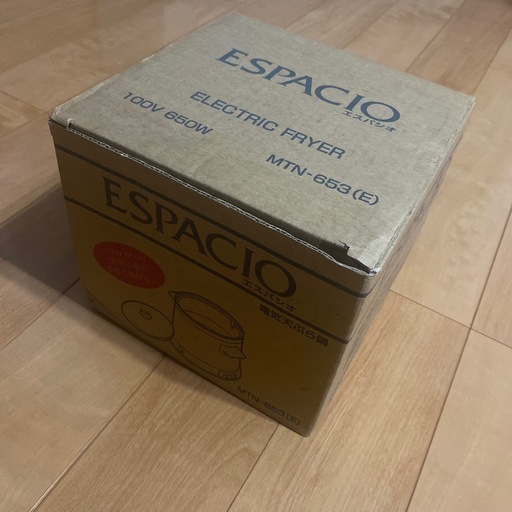 ESPACIO
エスパシオ
ELECTRIC FRYER
100V 650W
MTN-653(E)
ESPACIO
エスパシオ
電気天ぷら鍋
MTN-653(E)